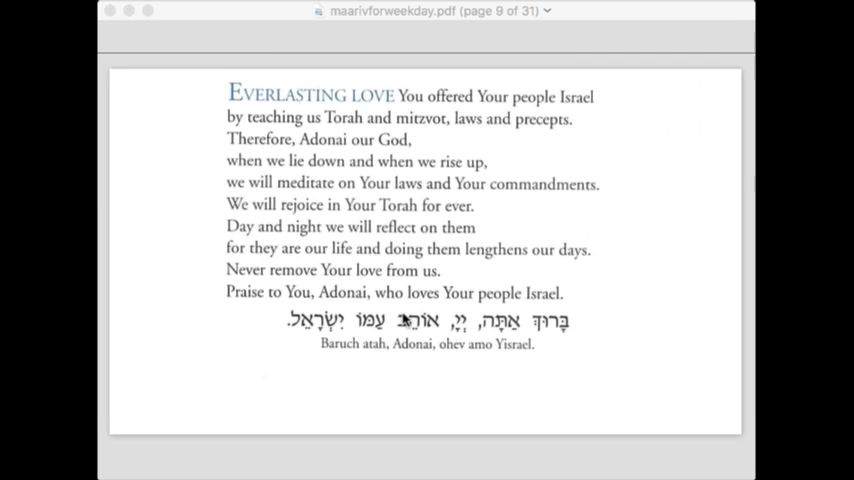 maarivforweekday.pdf (page 9 of 31)
EVERLASTING LOVE You offered Your people Israel
by teaching us Torah and mitzvot, laws and precepts.
Therefore, Adonai our God,
when we lie down and when we rise up,
we will meditate on Your laws and Your commandments.
We will rejoice in Your Torah for ever.
Day and night we will reflect on them
for they are our life and doing them lengthens our days.
Never remove Your love from us.
Praise to You, Adonai, who loves Your people Israel.
בָּרוּךְ אַתָּה, יְיָ, אוֹהֵב עַמּוֹ יִשְׂרָאֵל.
Baruch atah, Adonai, ohev amo Yisrael.